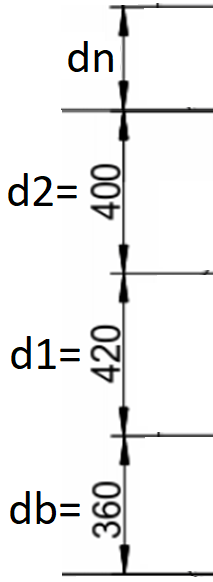 dn
d2= 400
d1= 420
db= 360